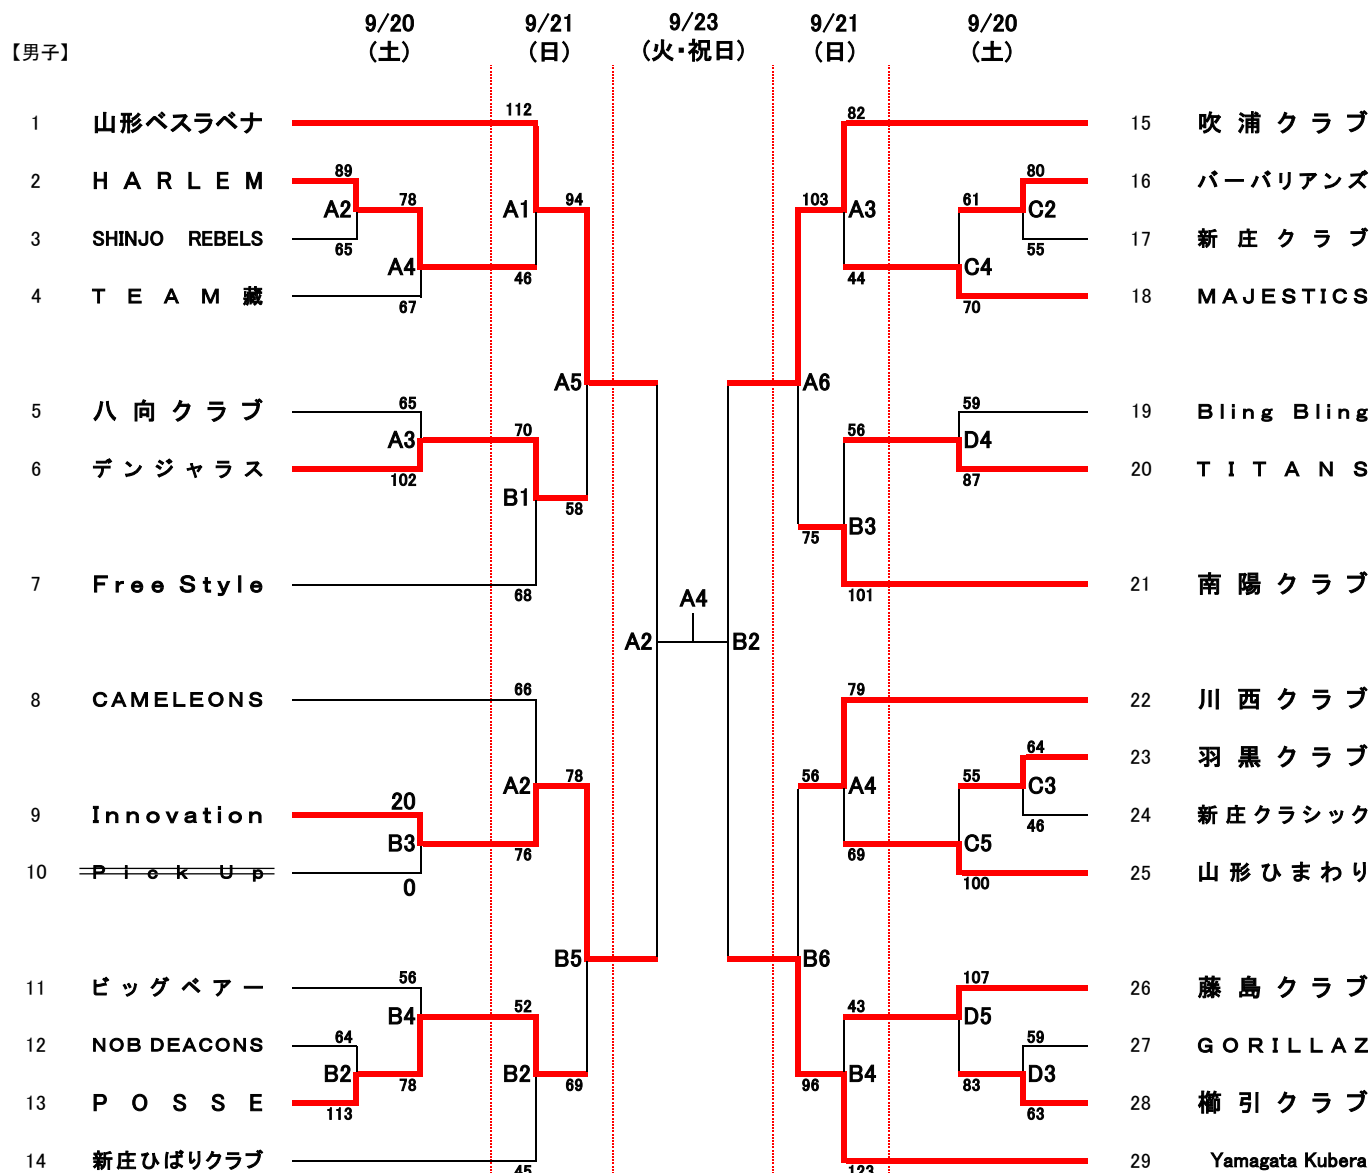 9/20 9/21 9/23 9/21 9/20
【男子】 (土) (日) (火・祝日) (日) (土)
112 82
1 山形ベスラベナ 15 吹浦クラブ
89 80
2 HARLEM 16 バーバリアンズ
78 94 103 61
A2 A1 A3 C2
3 SHINJO REBELS 17 新庄クラブ
65 55
A4 46 44 C4
4 TEAM藏 18 MAJESTICS
67 70
A5 A6
65 59
5 八向クラブ 19 Bling Bling
70 56
A3 D4
6 デンジャラス 20 TITANS
102 87
B1 58 75 B3
7 Free Style 21 南陽クラブ
68 101
A4
A2 B2
66 79
8 CAMELEONS 22 川西クラブ
64
23 羽黒クラブ
A2 78 56 A4 55 C3
20
9 Innovation 24 新庄クラシック
46
B3 76 69 C5
10 Pick Up 25 山形ひまわり
0 100
B5 B6
56 107
11 ビッグベアー 26 藤島クラブ
52 43
B4 D5
64 59
12 NOB DEACONS 27 GORILLAZ
B2 78 B2 69 96 B4 83 D3
13 POSSE 28 櫛引クラブ
113 63
14 新庄ひばりクラブ 29 Yamagata Kubera
45 123